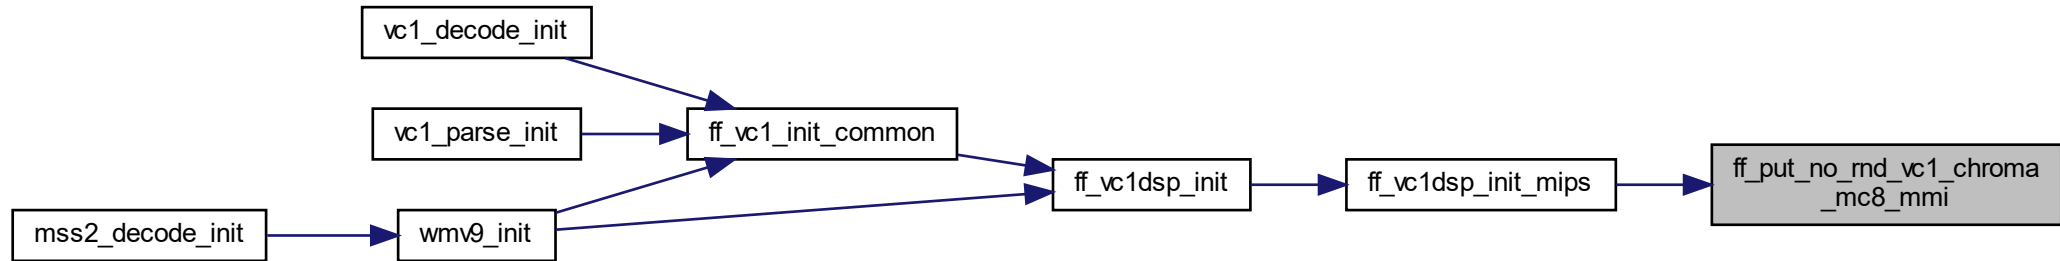 vc1_decode_init
vc1_parse_init
ff_vc1_init_common
mss2_decode_init
wmv9_init
ff_vc1dsp_init
ff_vc1dsp_init_mips
ff_put_no_rnd_vc1_chroma
_mc8_mmi